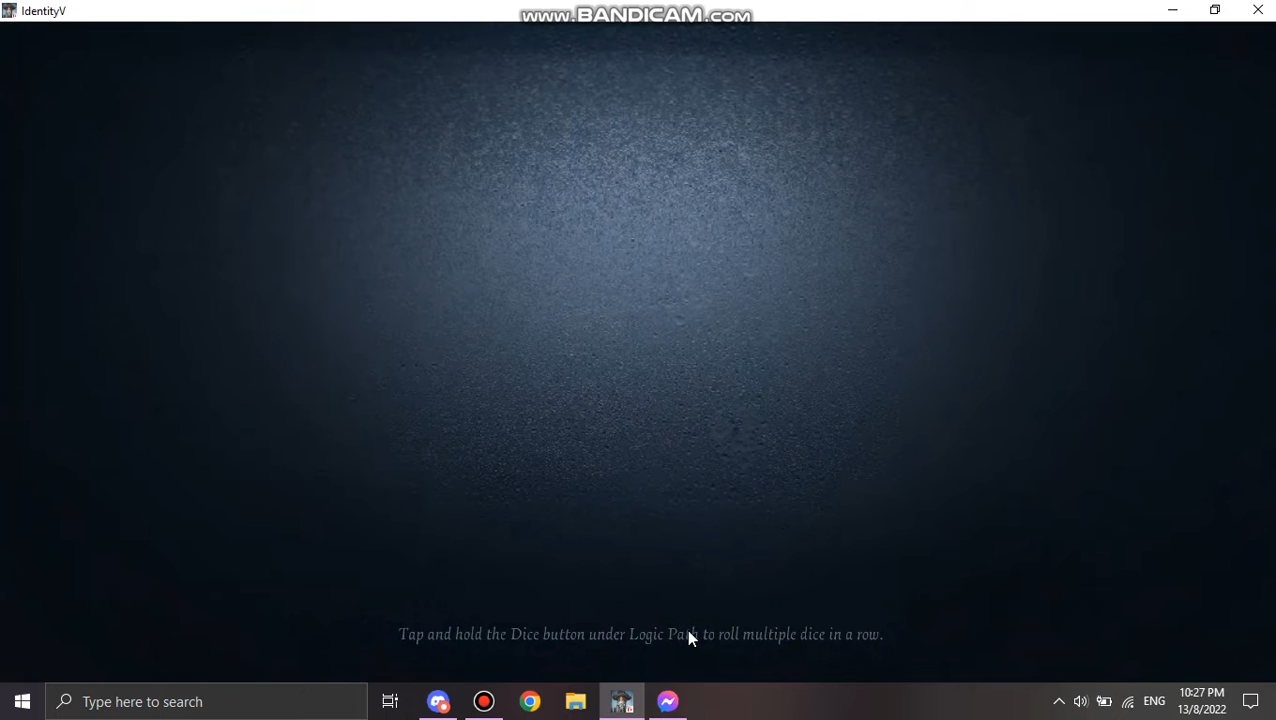 IdentityV
www.BANDICAM.com
Tap and hold the Dice button under Logic Path to roll multiple dice in a row.
Type here to search
ENG
10:27 PM
13/8/2022